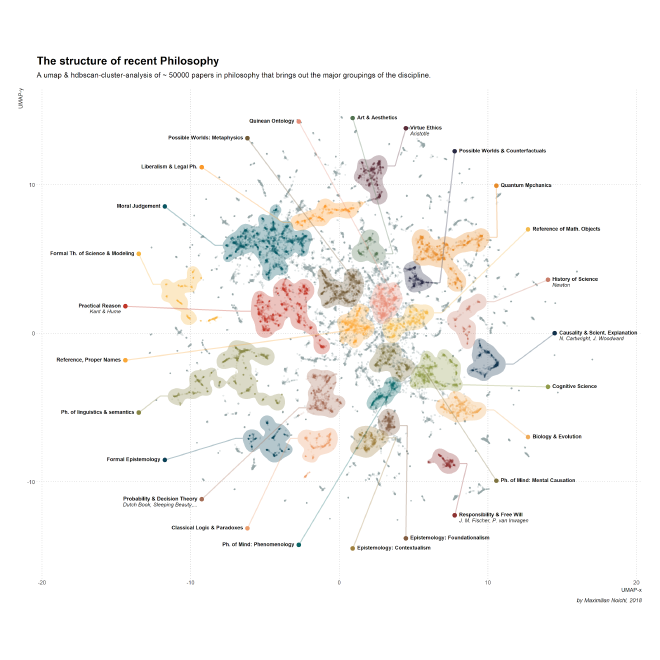 The structure of recent Philosophy
A umap & hdbscan-cluster-analysis of ~ 50000 papers in philosophy that brings out the major groupings of the discipline.
UMAP-y
Quinean Ontology
Art & Aesthetics
Virtue Ethics
Aristotle
Possible Worlds: Metaphysics
Possible Worlds & Counterfactuals
Liberalism & Legal Ph.
10
Quantum Mechanics
Moral Judgement
Reference of Math. Objects
Formal Th. of Science & Modeling
History of Science
Newton
Practical Reason
Kant & Hume
0
Causality & Scient. Explanation
N. Cartwright, J. Woodward
Reference, Proper Names
Cognitive Science
Ph. of linguistics & semantics
Biology & Evolution
Formal Epistemology
-10
Ph. of Mind: Mental Causation
Probability & Decision Theory
Dutch Book, Sleeping Beauty,...
Responsibility & Free Will
J. M. Fischer, P. van Inwagen
Classical Logic & Paradoxes
Epistemology: Foundationalism
Ph. of Mind: Phenomenology
Epistemology: Contextualism
-20
-10
0
10
20
UMAP-x
by Maximilian Noichl, 2018